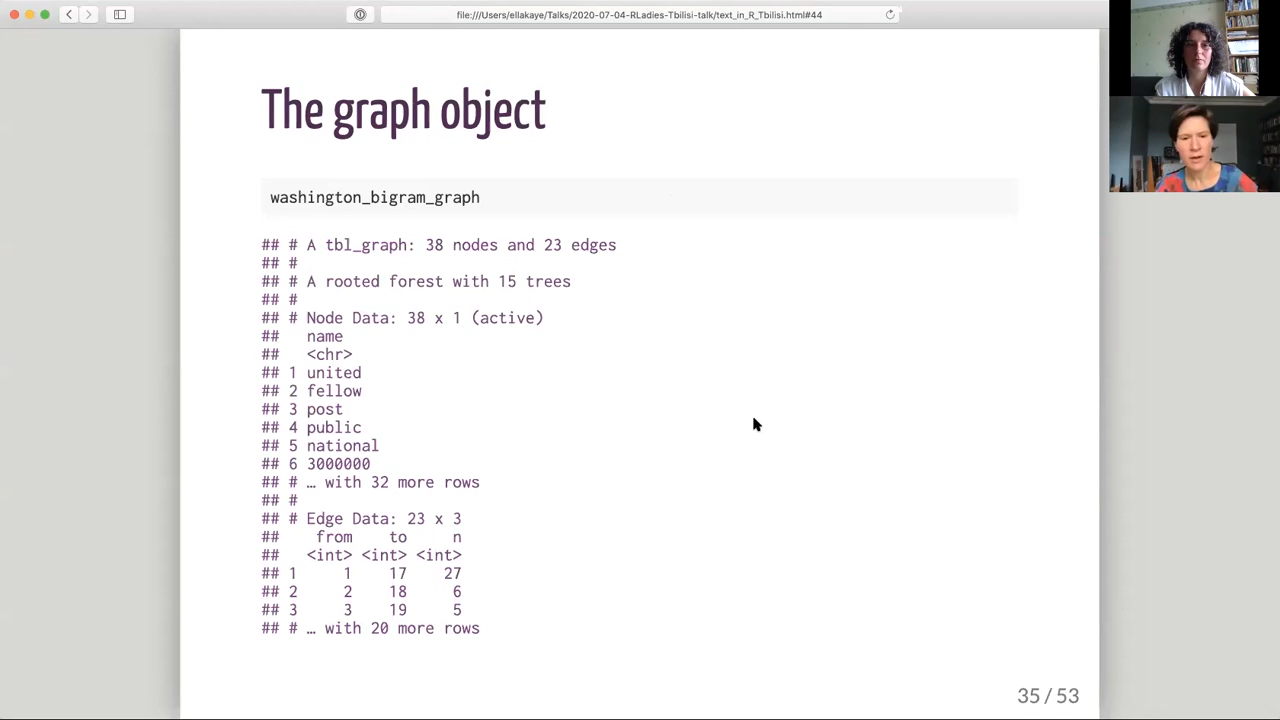 file:///Users/ellakaye/Talks/2020-07-04-RLadies-Tbilisi-talk/text_in_R_Tbilisi.html#44
The graph object
washington_bigram_graph
## # A tbl_graph: 38 nodes and 23 edges
## #
## # A rooted forest with 15 trees
## #
## # Node Data: 38 x 1 (active)
##   name
##   <chr>
## 1 united
## 2 fellow
## 3 post
## 4 public
## 5 national
## 6 3000000
## # … with 32 more rows
## #
## # Edge Data: 23 x 3
##    from    to     n
##   <int> <int> <int>
## 1     1    17    27
## 2     2    18     6
## 3     3    19     5
## # … with 20 more rows
35 / 53